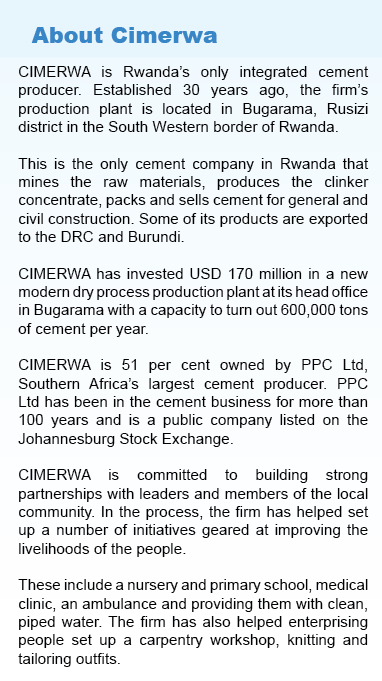 About Cimerwa
CIMERWA is Rwanda's only integrated cement
producer. Established 30 years ago, the firm's
production plant is located in Bugarama, Rusizi
district in the South Western border of Rwanda.
This is the only cement company in Rwanda that
mines the raw materials, produces the clinker
concentrate, packs and sells cement for general and
civil construction. Some of its products are exported
to the DRC and Burundi.
CIMERWA has invested USD 170 million in a new
modern dry process production plant at its head office
in Bugarama with a capacity to turn out 600,000 tons
of cement per year.
CIMERWA is 51 per cent owned by PPC Ltd,
Southern Africa's largest cement producer. PPC
Ltd has been in the cement business for more than
100 years and is a public company listed on the
Johannesburg Stock Exchange.
CIMERWA is committed to building strong
partnerships with leaders and members of the local
community. In the process, the firm has helped set
up a number of initiatives geared at improving the
livelihoods of the people.
These include a nursery and primary school, medical
clinic, an ambulance and providing them with clean,
piped water. The firm has also helped enterprising
people set up a carpentry workshop, knitting and
tailoring outfits.